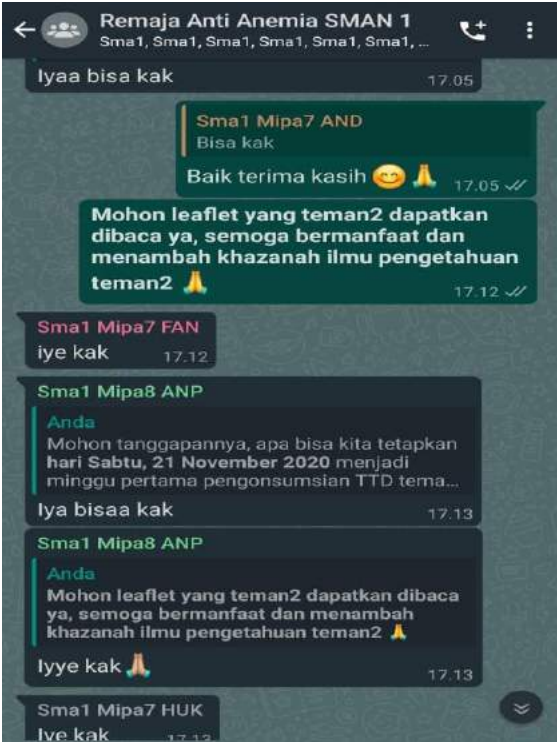 Remaja Anti Anemia SMAN 1
Sma1, Sma1, Sma1, Sma1, Sma1, Sma1, ...
Iyaa bisa kak
17.05
Sma1 Mipa7 AND
Bisa kak
Baik terima kasih 😊🙏
17.05
Mohon leaflet yang teman2 dapatkan
dibaca ya, semoga bermanfaat dan
menambah khazanah ilmu pengetahuan
teman2 🙏
17.12
Sma1 Mipa7 FAN
iye kak
17.12
Sma1 Mipa8 ANP
Anda
Mohon tanggapannya, apa bisa kita tetapkan
hari Sabtu, 21 November 2020 menjadi
minggu pertama pengonsumsian TTD tema...
Iya bisaa kak
17.13
Sma1 Mipa8 ANP
Anda
Mohon leaflet yang teman2 dapatkan dibaca
ya, semoga bermanfaat dan menambah
khazanah ilmu pengetahuan teman2 🙏
Iyye kak 🙏
17.13
Sma1 Mipa7 HUK
Iye kak
17.13